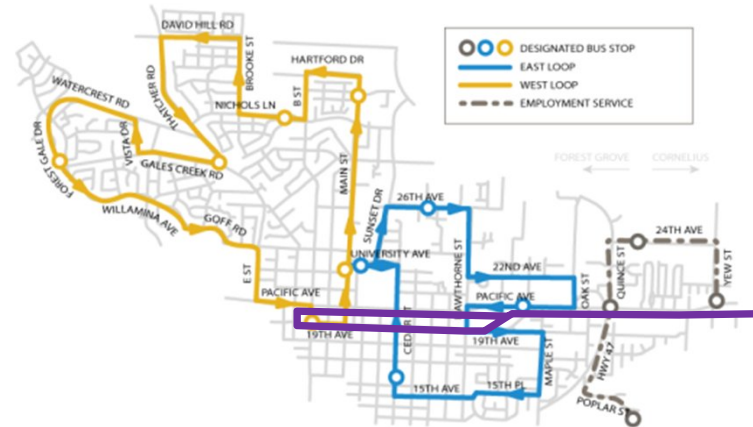 DAVID HILL RD
BROOKE ST
HARTFORD DR
THATCHER RD
NICHOLS LN
B ST
WATERCREST RD
VISTA DR
FOREST GALE DR
GALES CREEK RD
WILLAMINA AVE
GOFF RD
E ST
MAIN ST
PACIFIC AVE
19TH AVE
DESIGNATED BUS STOP
EAST LOOP
WEST LOOP
EMPLOYMENT SERVICE
FOREST GROVE
CORNELIUS
SUNSET DR
26TH AVE
UNIVERSITY AVE
AWTHORNE ST
22ND AVE
OAK ST
PACIFIC AVE
19TH AVE
MAPLE ST
15TH AVE
15TH PL
QUINCE ST
24TH AVE
YEW ST
HWY 47
POPLAR ST